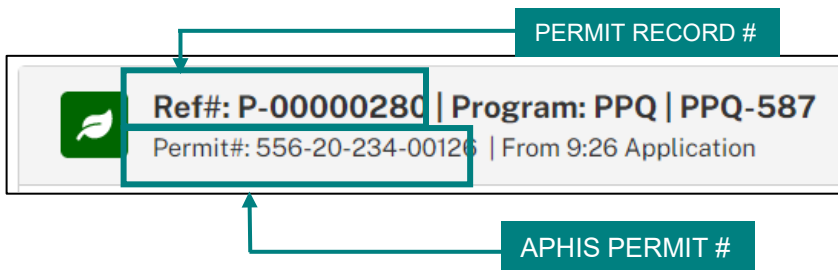 PERMIT RECORD #
Ref#: P-00000280 | Program: PPQ | PPQ-587
Permit#: 556-20-234-00126 | From 9:26 Application
APHIS PERMIT #